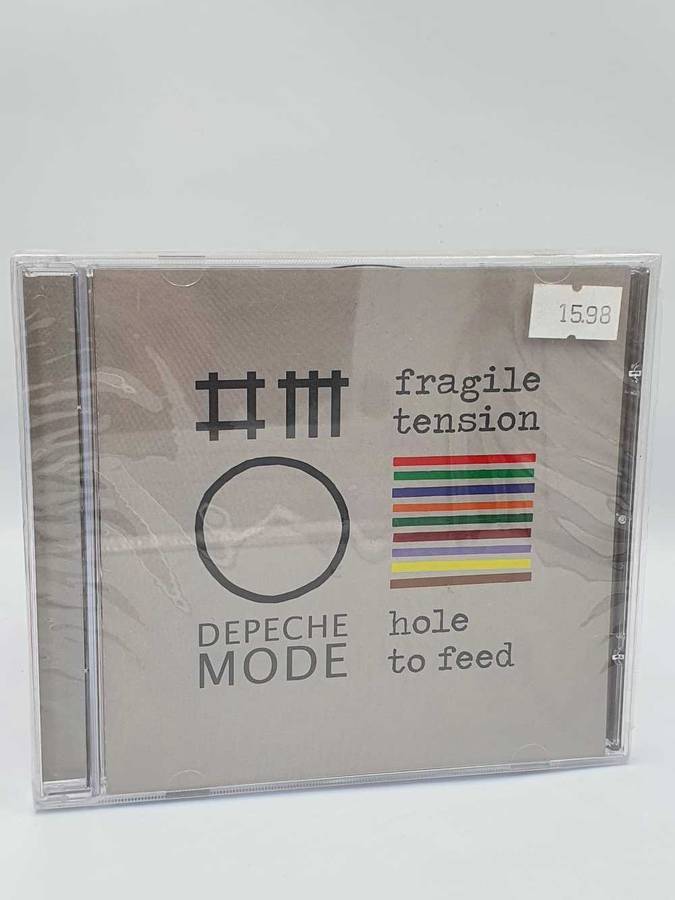 15.98
fragile
tension
DEPECHE
MODE
hole
to feed